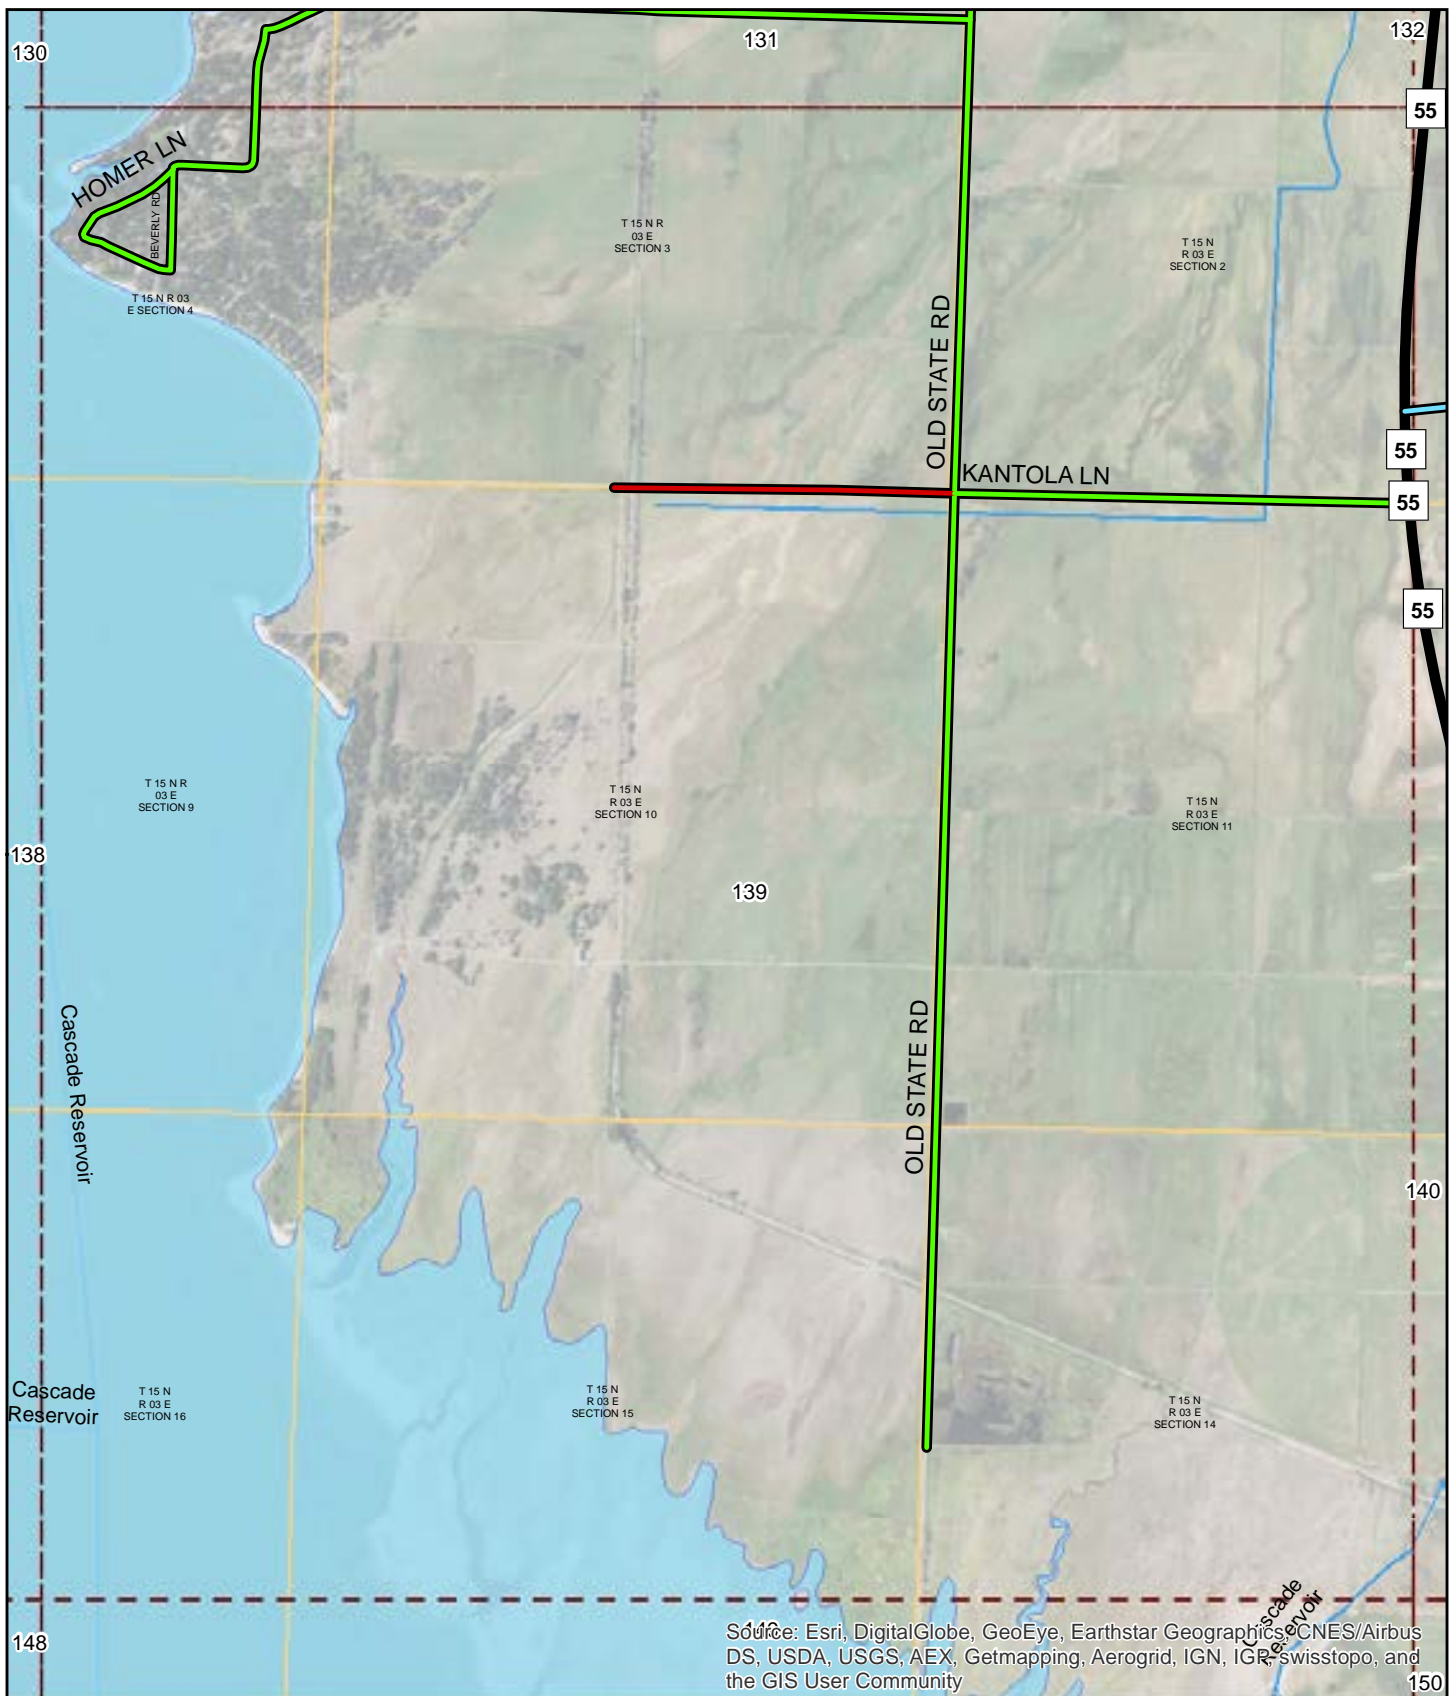 130
131
132
55
HOMER LN
BEVERLY RD
T 15 N R
03 E
SECTION 3
T 15 N
R 03 E
SECTION 2
T 15 N R 03
E SECTION 4
OLD STATE RD
KANTOLA LN
55
55
55
T 15 N R
03 E
SECTION 9
T 15 N
R 03 E
SECTION 10
T 15 N
R 03 E
SECTION 11
138
139
Cascade Reservoir
OLD STATE RD
140
Cascade
Reservoir
T 15 N
R 03 E
SECTION 16
T 15 N
R 03 E
SECTION 15
T 15 N
R 03 E
SECTION 14
Cascade
Reservoir
148
Source: Esri, DigitalGlobe, GeoEye, Earthstar Geographics, CNES/Airbus
DS, USDA, USGS, AEX, Getmapping, Aerogrid, IGN, IGP, swisstopo, and
the GIS User Community
150